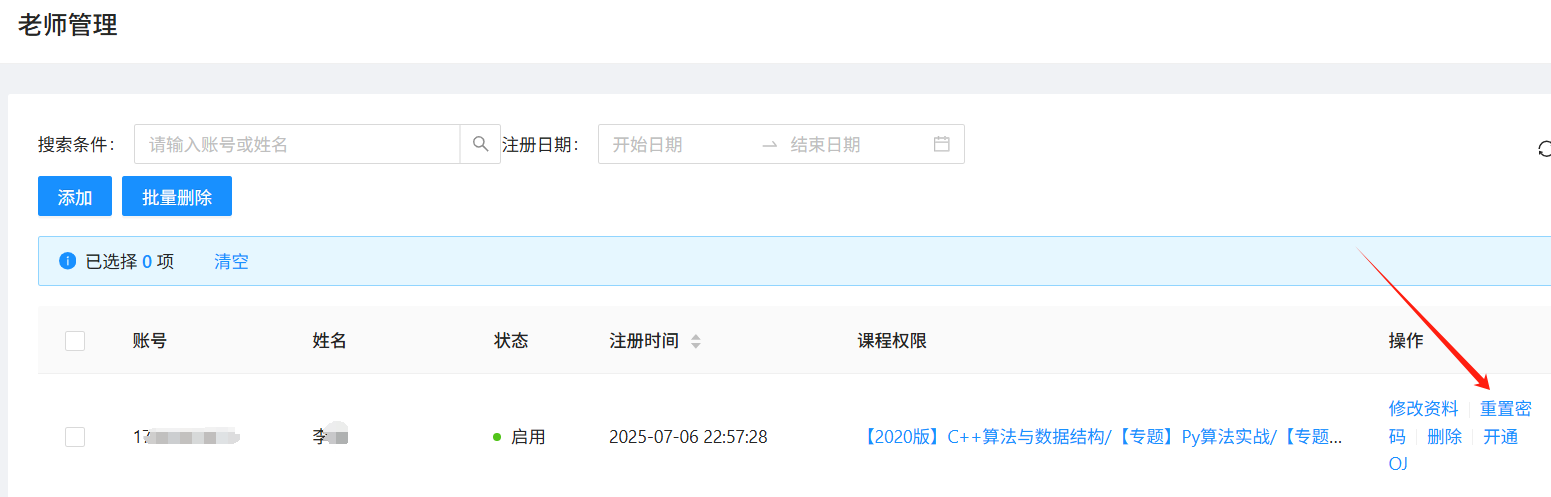 老师管理
搜索条件： 请输入账号或姓名 注册日期： 开始日期 结束日期
添加 批量删除
已选择 0 项 清空
账号 姓名 状态 注册时间 课程权限 操作
17 李 启用 2025-07-06 22:57:28 【2020版】C++算法与数据结构/【专题】Py算法实战/【专题... 修改资料 重置密
码 删除 开通
OJ